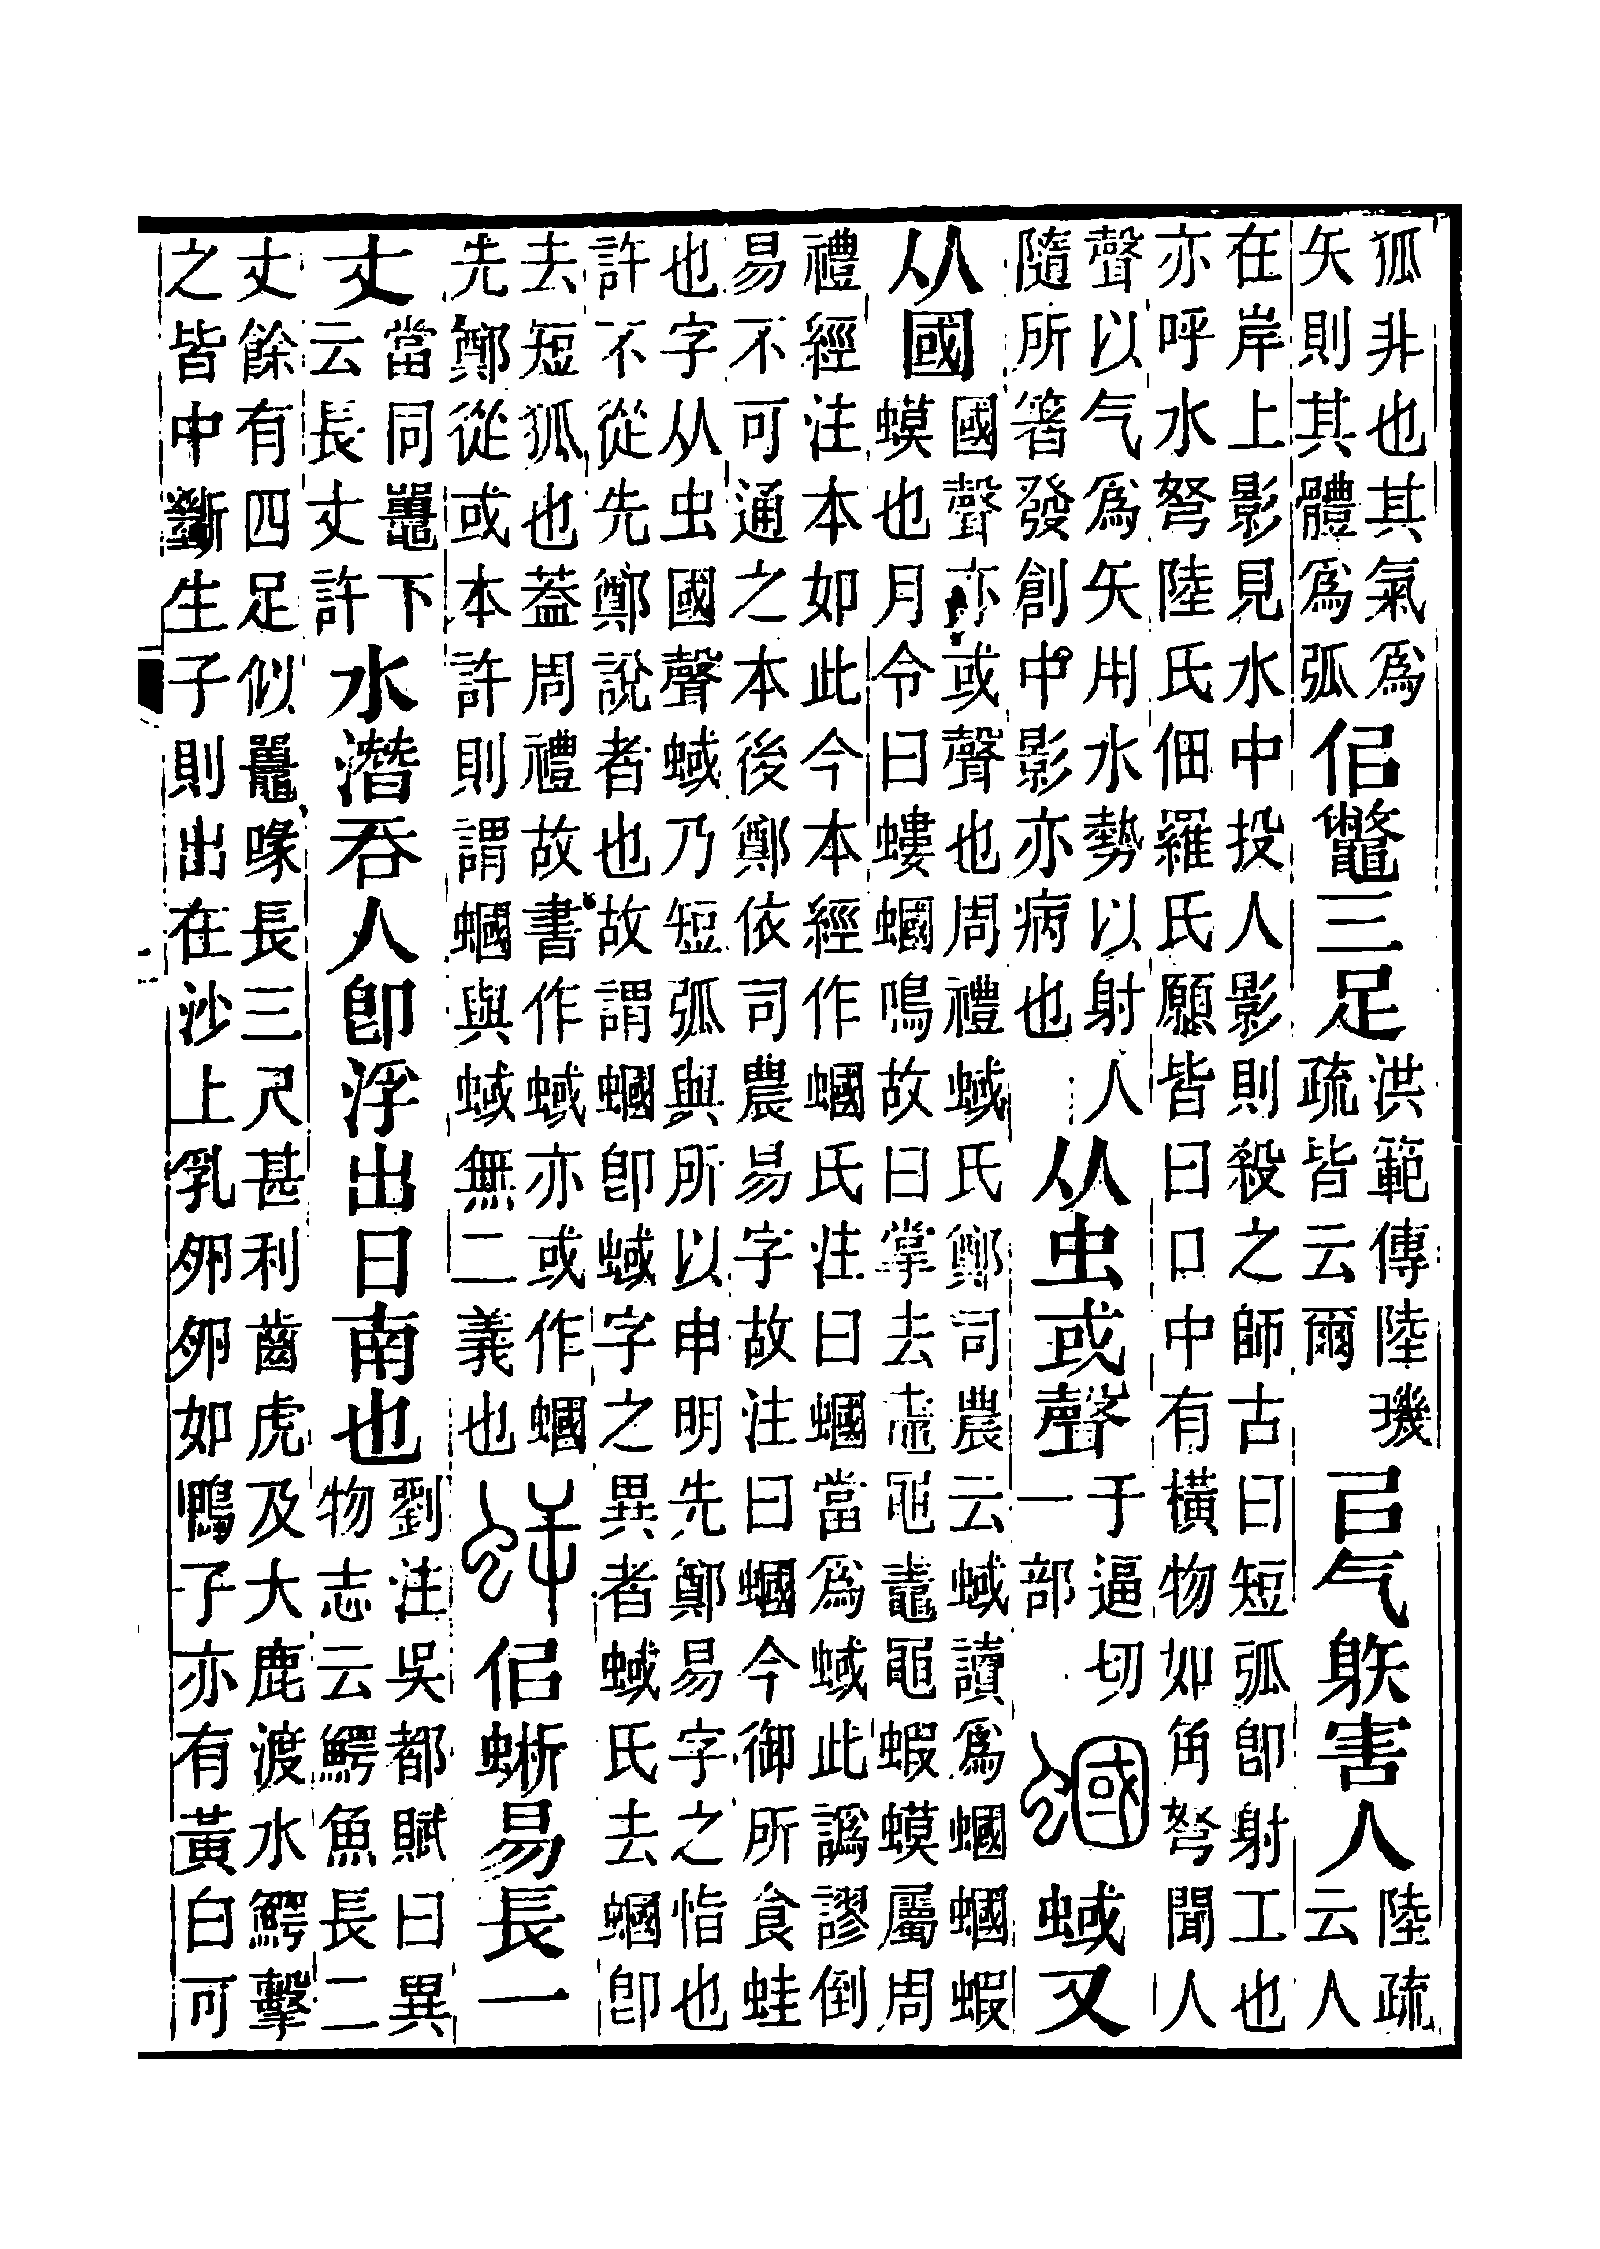 狐非也其氣爲
矢則其體爲弧
佀鼈三足
洪範傳陸璣
疏皆云爾
㠯气䠶害人
陸疏
云人
在岸上影見水中投人影則殺之師古曰短弧卽射工也
亦呼水弩陸氏佃羅氏願皆曰口中有橫物如角弩聞人
聲以气爲矢用水勢以射人
隨所箸發創中影亦病也
从虫或聲
于逼切
一部
蟈蜮又
从國
國聲亦或聲也周禮蜮氏鄭司農云蜮讀爲蟈蟈蝦
蟆也月令曰螻蟈鳴故曰掌去䵷黽䵷黽蝦蟆屬周
禮經注本如此今本經作蟈氏注曰蟈當爲蜮此譌謬倒
易不可通之本後鄭依司農易字故注曰蟈今御所食蛙
也字从虫國聲蜮乃短弧與所以申明先鄭易字之恉也
許不從先鄭說者也故謂蟈卽蜮字之異者蜮氏去蟈卽
去短狐也葢周禮故書作蜮亦或作蟈
先鄭從或本許則謂蟈與蜮無二義也
佀蜥易長一
丈
當同鼉下
云長丈許
水潛吞人卽浮出日南也
劉注吳都賦曰異
物志云鰐魚長二
丈餘有四足似鼉喙長三尺甚利齒虎及大鹿渡水鰐擊
之皆中斷生子則出在沙上乳卵卵如鴨子亦有黃白可